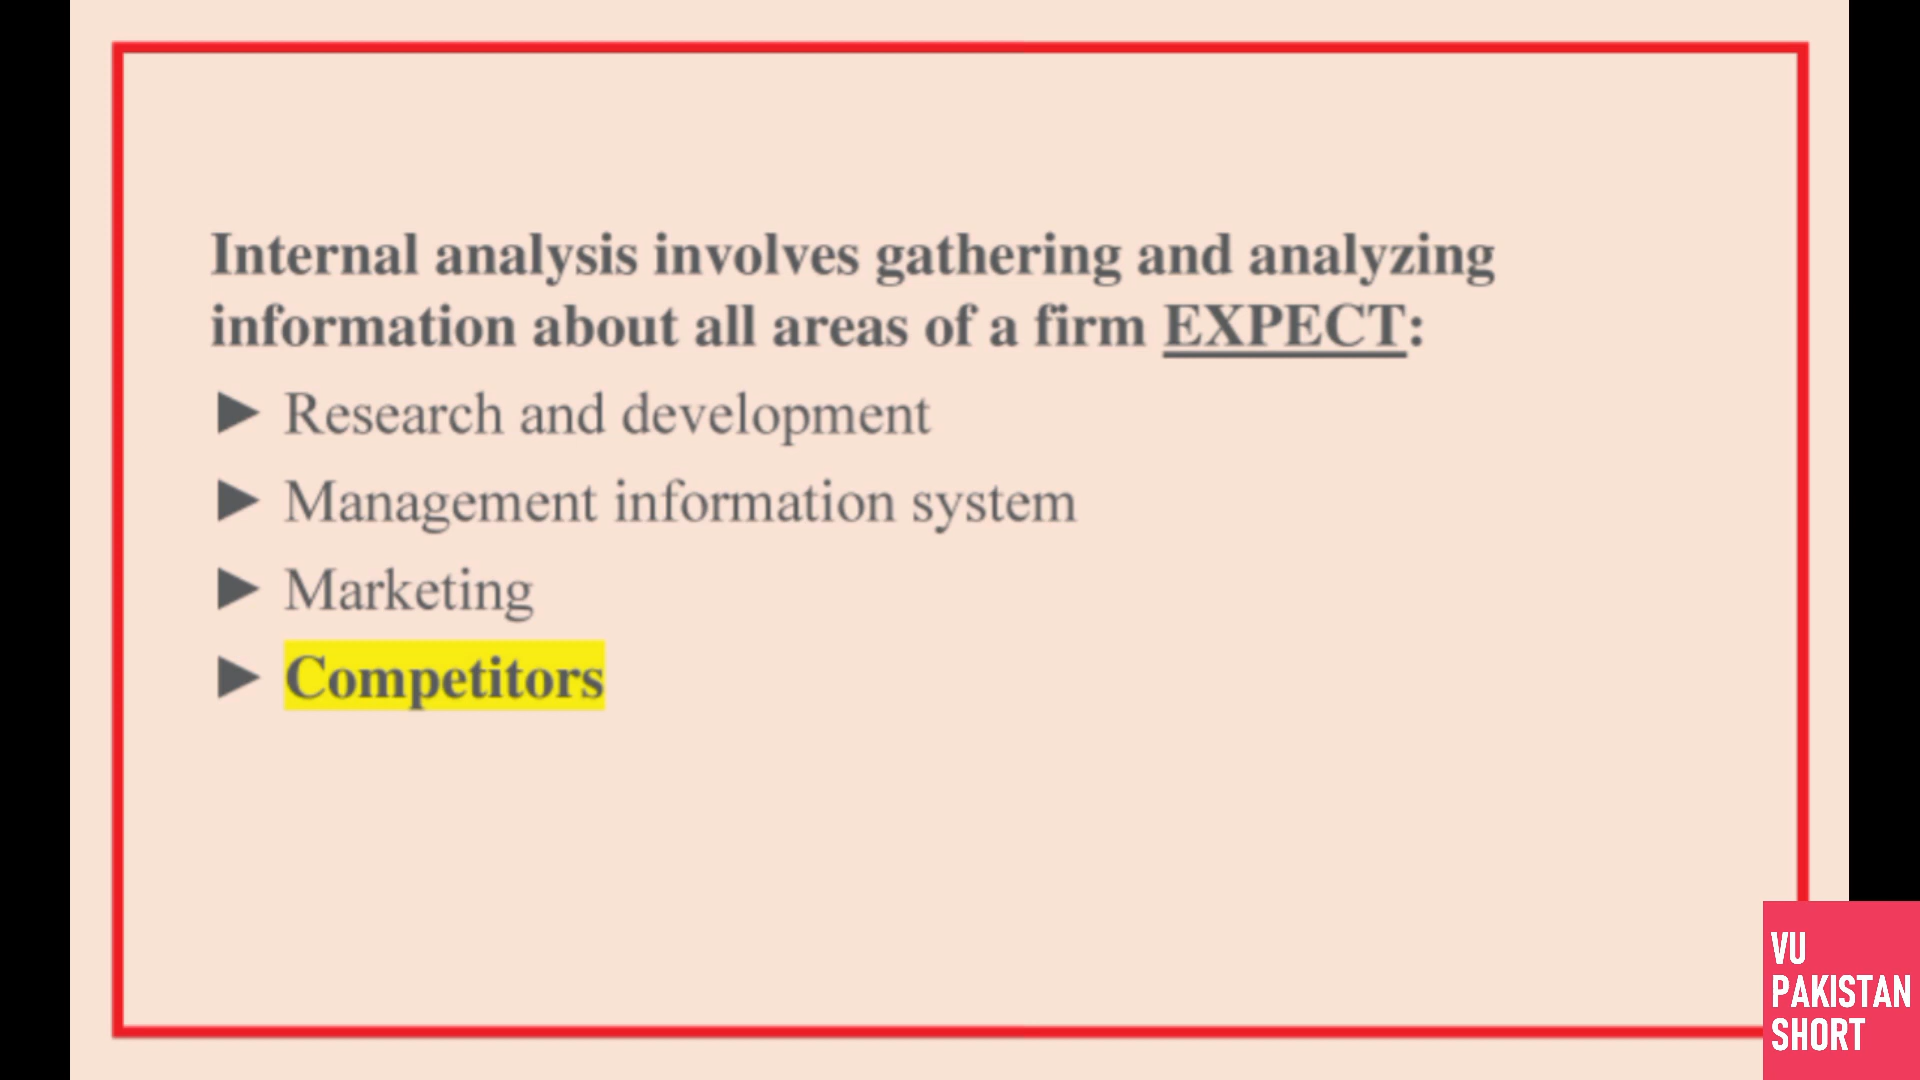 Internal analysis involves gathering and analyzing
information about all areas of a firm EXPECT:
► Research and development
► Management information system
► Marketing
► Competitors
VU
PAKISTAN
SHORT